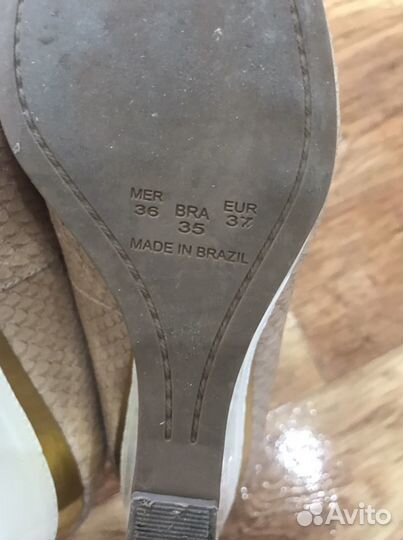 MER BRA EUR
36 35 37
MADE IN BRAZIL
Avito